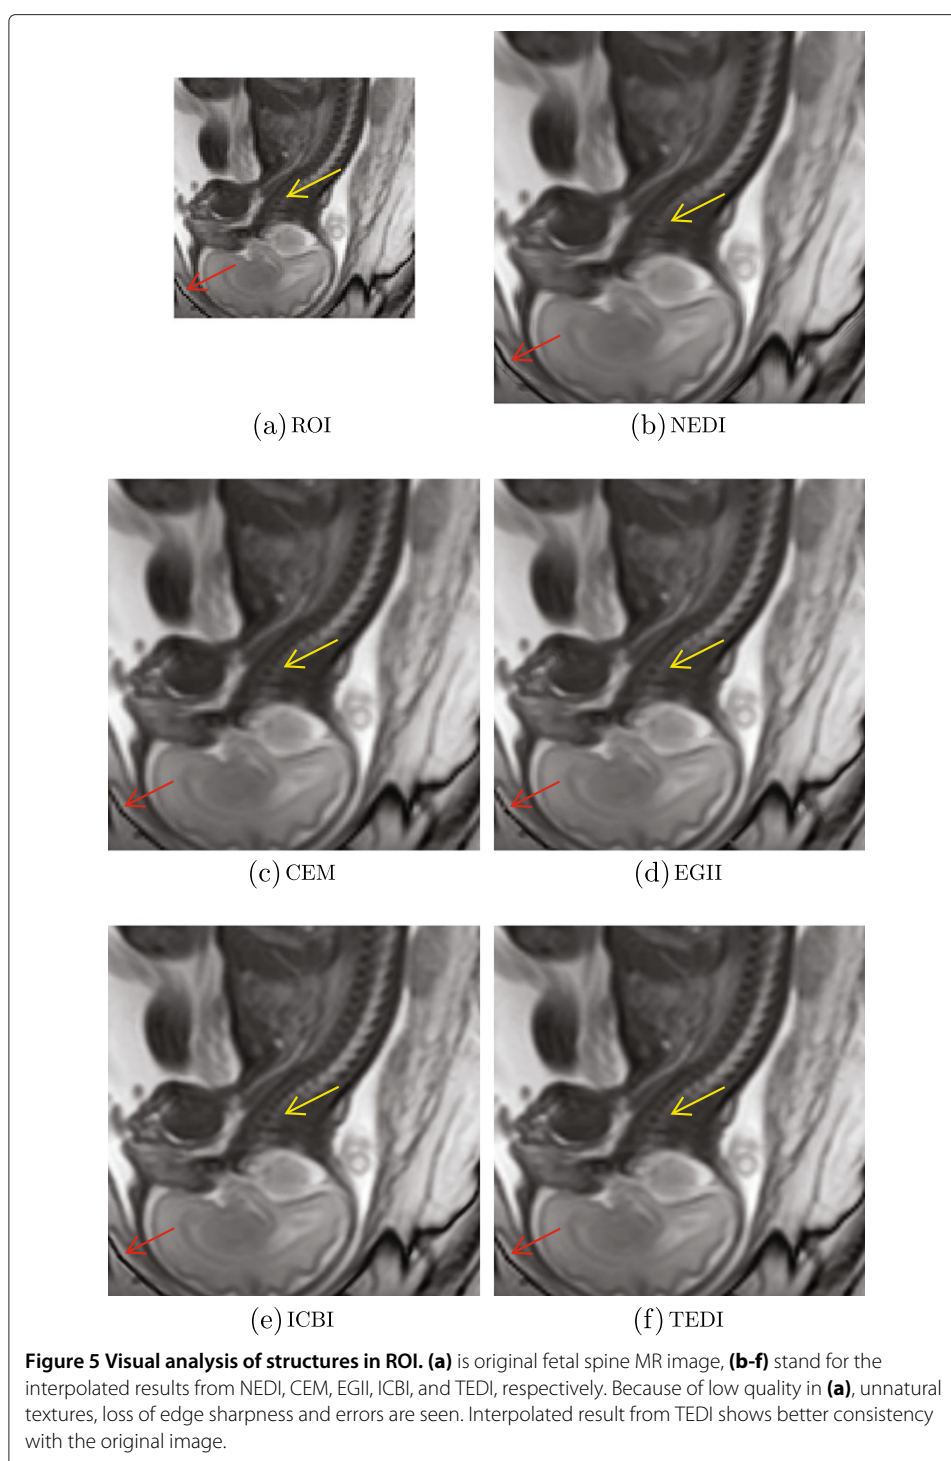 (a) ROI
(b) NEDI
(c) CEM
(d) EGII
(e) ICBI
(f) TEDI
Figure 5 Visual analysis of structures in ROI. (a) is original fetal spine MR image, (b-f) stand for the
interpolated results from NEDI, CEM, EGII, ICBI, and TEDI, respectively. Because of low quality in (a), unnatural
textures, loss of edge sharpness and errors are seen. Interpolated result from TEDI shows better consistency
with the original image.